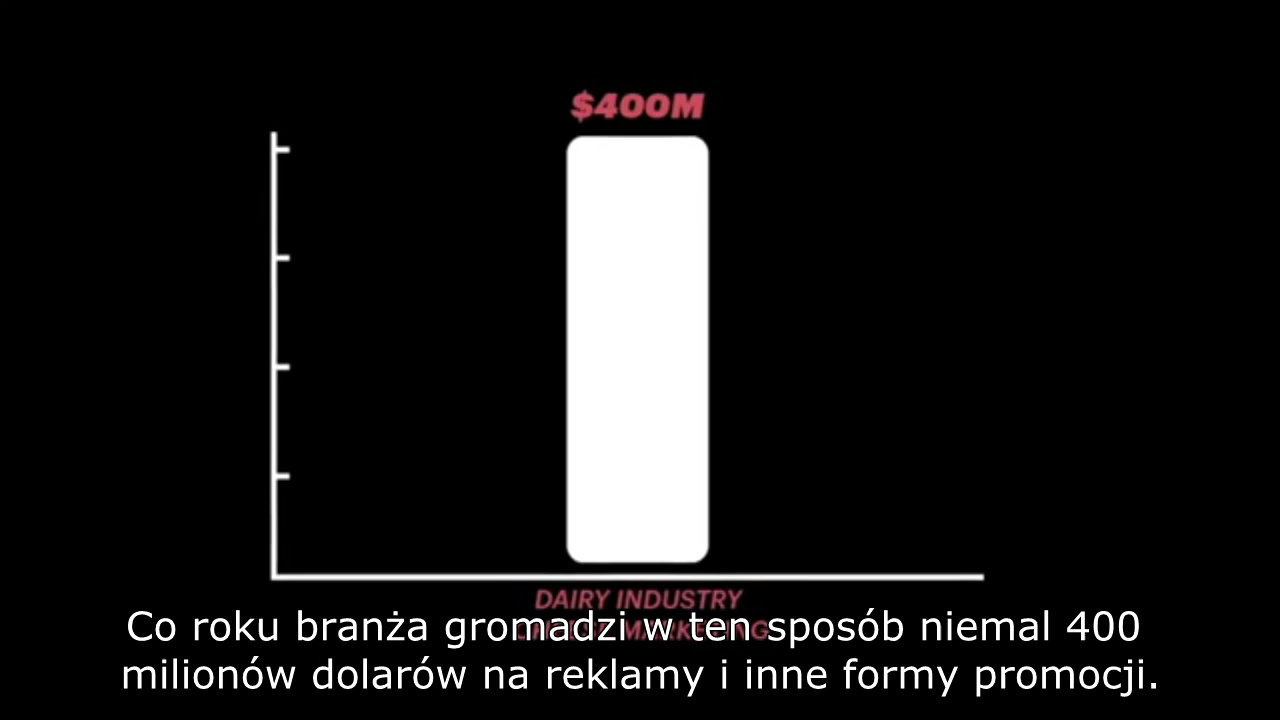 $400M
DAIRY INDUSTRY
Co roku branża gromadzi w ten sposób niemal 400
milionów dolarów na reklamy i inne formy promocji.